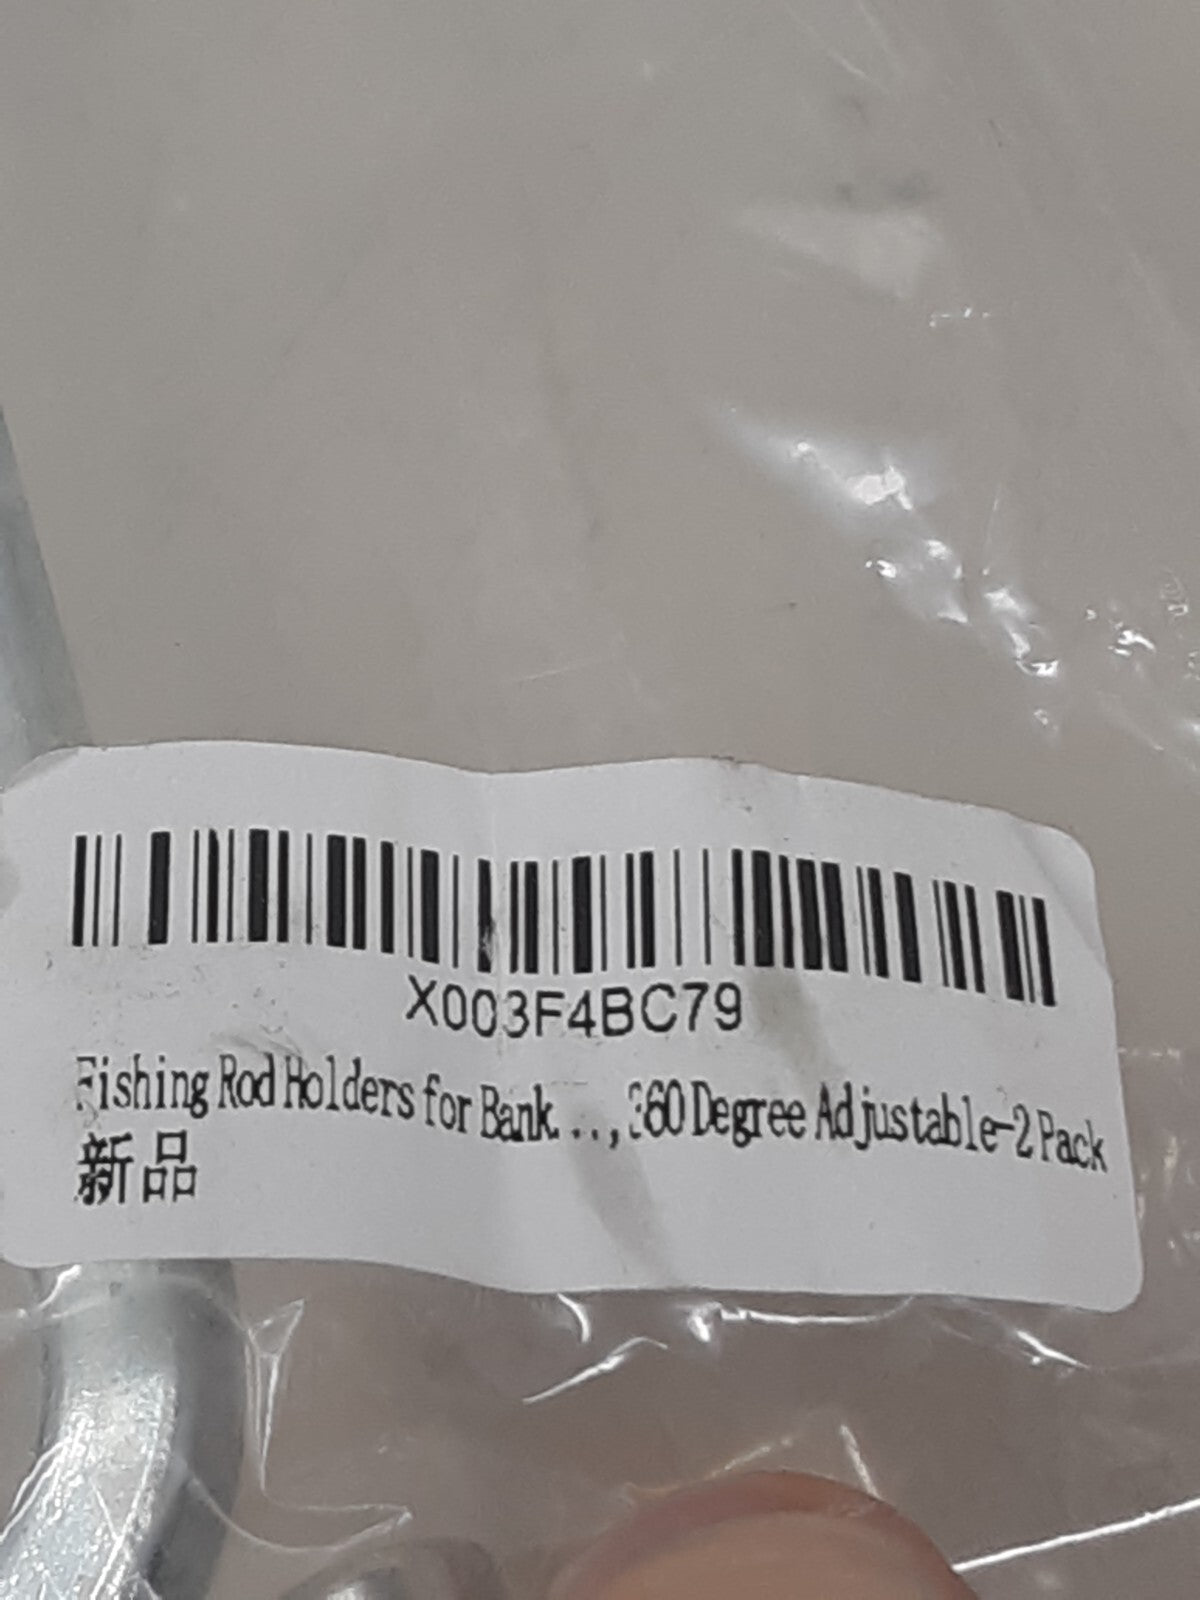 X003F4BC79
Fishing Rod Holders for Bank...,360 Degree Adjustable-2 Pack
新品